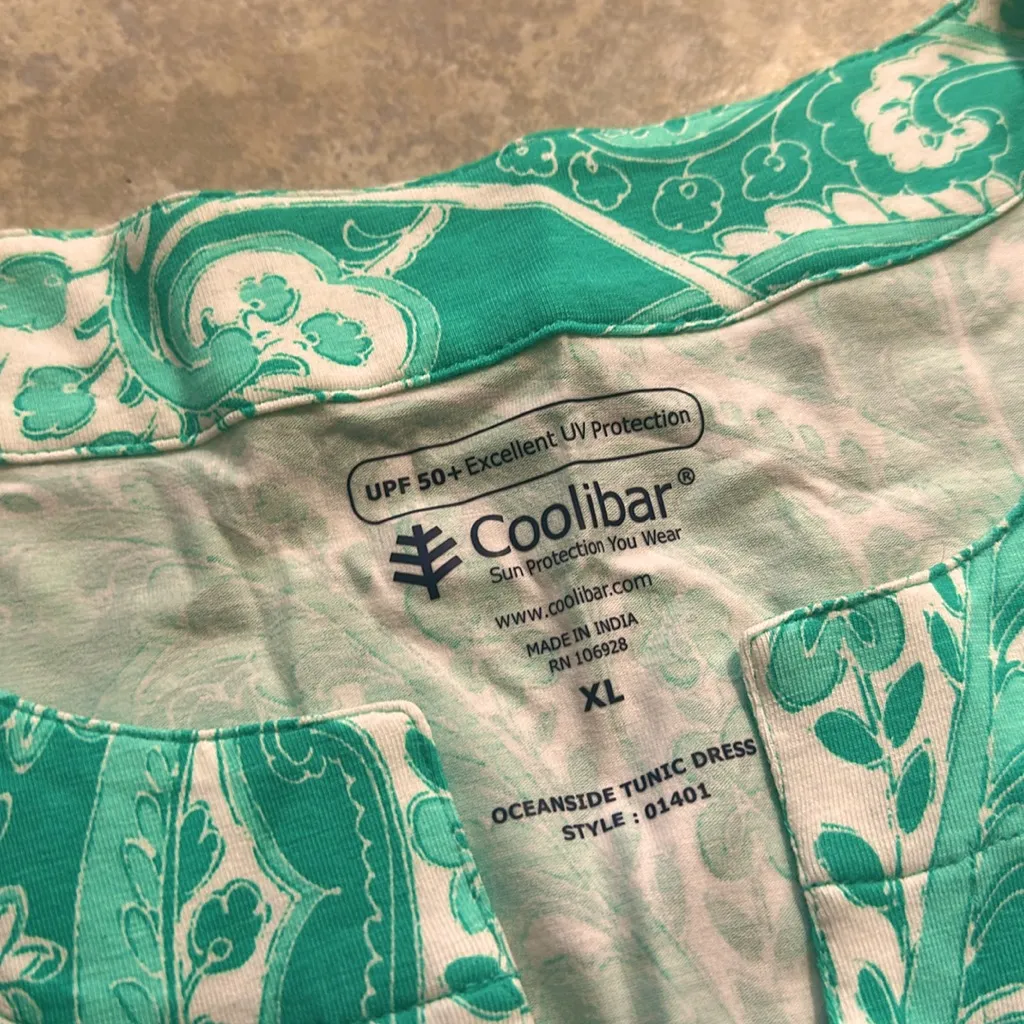 UPF 50+ Excellent UV Protection
Coolibar®
Sun Protection You Wear
www.coolibar.com
MADE IN INDIA
RN 106928
XL
OCEANSIDE TUNIC DRESS
STYLE : 01401